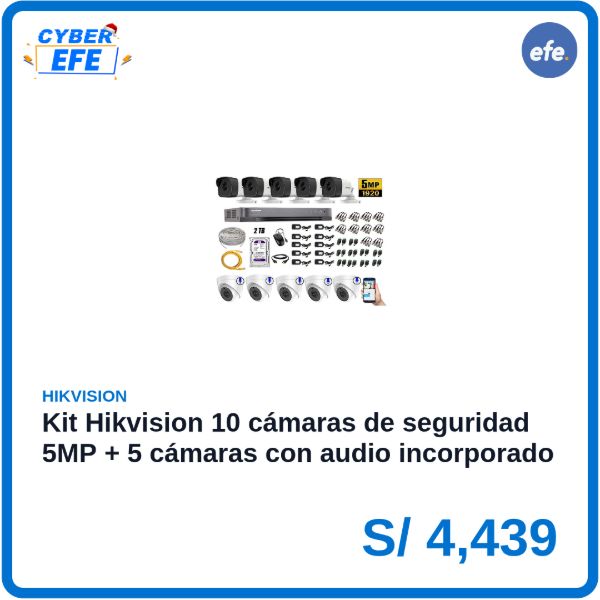 CYBER
EFE
efe.
5MP
1920
2 TB
HIKVISION
Kit Hikvision 10 cámaras de seguridad
5MP + 5 cámaras con audio incorporado
S/ 4,439